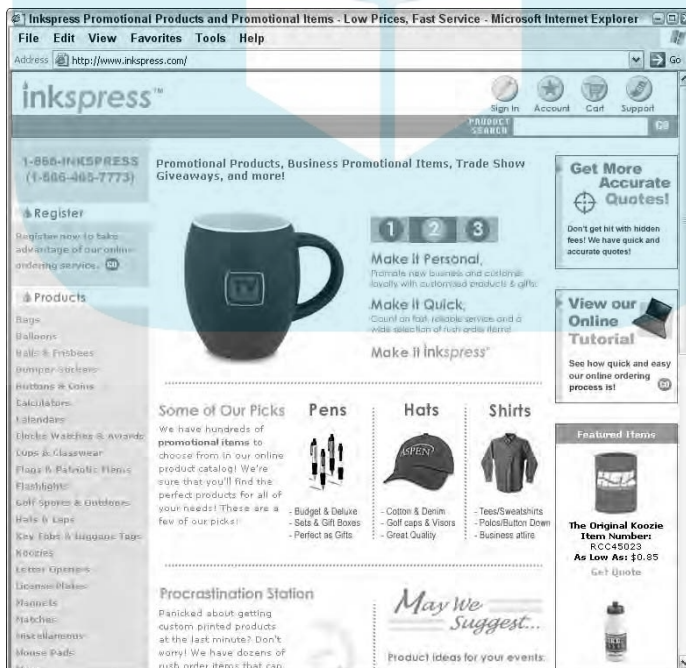 Inkspress Promotional Products and Promotional Items - Low Prices, Fast Service - Microsoft Internet Explorer
File Edit View Favorites Tools Help
Address http://www.inkspress.com/ Go
inkspress™
Sign In Account Cart Support
PRODUCT SEARCH GO
1-866-INKSPRESS
(1-866-465-7773)
Register
Register now to take
advantage of our online
ordering service. GO
Products
Bags
Balloons
Balls & Frisbees
Bumper Stickers
Buttons & Coins
Calculators
Calendars
Clocks Watches & Awards
Cups & Glasswear
Flags & Patriotic Items
Flashlights
Golf Sports & Outdoors
Hats & Caps
Key Fobs & Luggage Tags
Koozies
Letter Openers
License Plates
Magnets
Matches
Miscellaneous
Mouse Pads
Promotional Products, Business Promotional Items, Trade Show
Giveaways, and more!
TV
1 2 3
Make it Personal,
Promote new business and customer
loyalty with customized products & gifts!
Make it Quick,
Count on fast, reliable service and a
wide selection of rush order items!
Make it inkspress™
Some of Our Picks
We have hundreds of
promotional items to
choose from in our online
product catalog! We're
sure that you'll find the
perfect products for all of
your needs! These are a
few of our picks!
Pens
- Budget & Deluxe
- Sets & Gift Boxes
- Perfect as Gifts
Hats
ASPEN
- Cotton & Denim
- Golf caps & Visors
- Great Quality
Shirts
- Tees/Sweatshirts
- Polos/Button Down
- Business attire
Procrastination Station
Panicked about getting
custom printed products
at the last minute? Don't
worry! We have dozens of
rush order items that can
May We
Suggest...
Product ideas for your events:
Get More
Accurate
Quotes!
Don't get hit with hidden
fees! We have quick and
accurate quotes!
View our
Online
Tutorial
See how quick and easy
our online ordering
process is! GO
Featured Items
The Original Koozie
Item Number:
RCC45023
As Low As: $0.85
Get Quote